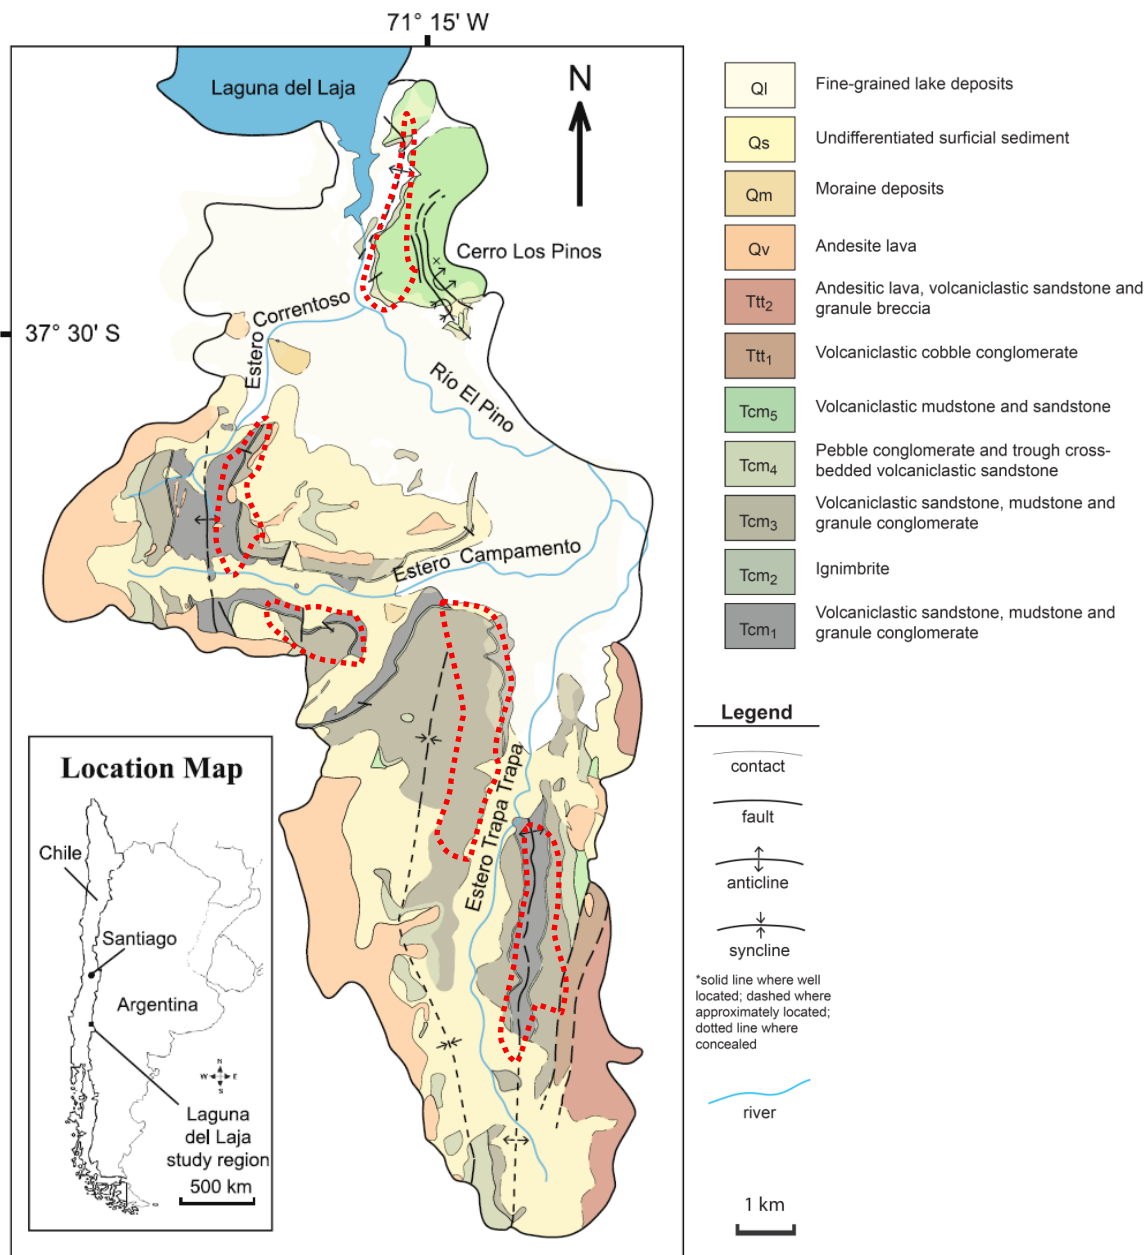 71° 15' W
Laguna del Laja
N
Cerro Los Pinos
37° 30' S
Estero Correntoso
Río El Pino
Estero Campamento
Estero Trapa Trapa
Location Map
Chile
Santiago
Argentina
N
W E
S
Laguna
del Laja
study region
500 km
Ql Fine-grained lake deposits
Qs Undifferentiated surficial sediment
Qm Moraine deposits
Qv Andesite lava
Ttt2 Andesitic lava, volcaniclastic sandstone and
granule breccia
Ttt1 Volcaniclastic cobble conglomerate
Tcm5 Volcaniclastic mudstone and sandstone
Tcm4 Pebble conglomerate and trough cross-
bedded volcaniclastic sandstone
Tcm3 Volcaniclastic sandstone, mudstone and
granule conglomerate
Tcm2 Ignimbrite
Tcm1 Volcaniclastic sandstone, mudstone and
granule conglomerate
Legend
contact
fault
anticline
syncline
*solid line where well
located; dashed where
approximately located;
dotted line where
concealed
river
1 km